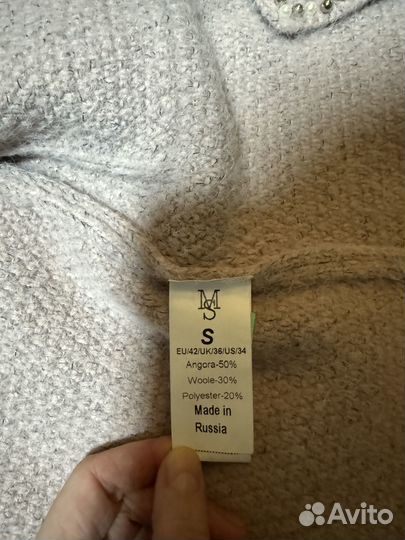 MS
S
EU/42/UK/36/US/34
Angora-50%
Woole-30%
Polyester-20%
Made in
Russia
Avito